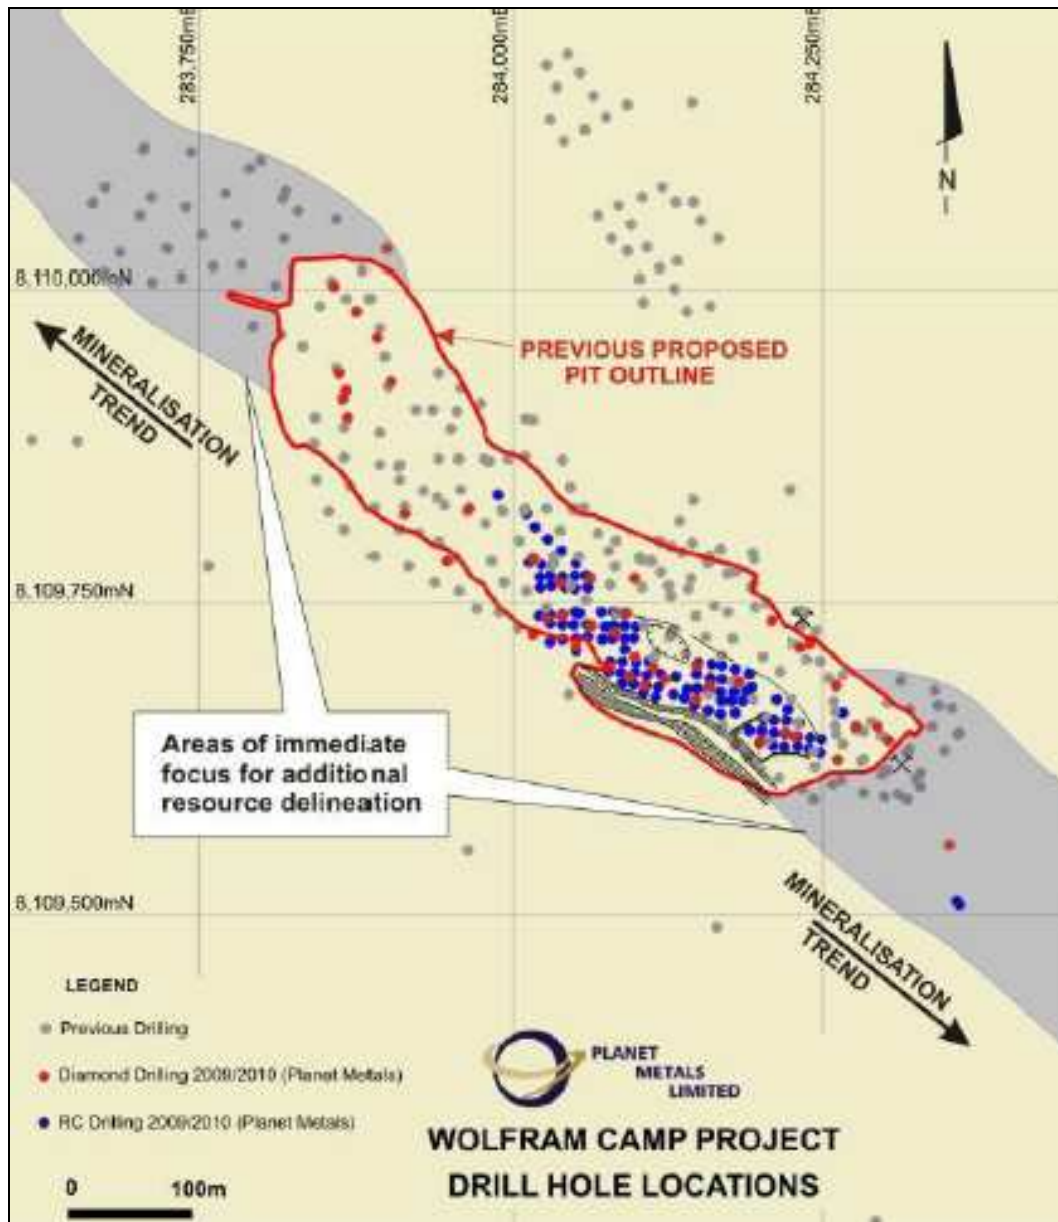 283,750mE
284,000mE
284,250mE
N
8,110,000mN
PREVIOUS PROPOSED
PIT OUTLINE
MINERALISATION
TREND
8,109,750mN
Areas of immediate
focus for additional
resource delineation
8,109,500mN
MINERALISATION
TREND
LEGEND
Previous Drilling
Diamond Drilling 2009/2010 (Planet Metals)
RC Drilling 2009/2010 (Planet Metals)
PLANET
METALS
LIMITED
WOLFRAM CAMP PROJECT
DRILL HOLE LOCATIONS
0 100m